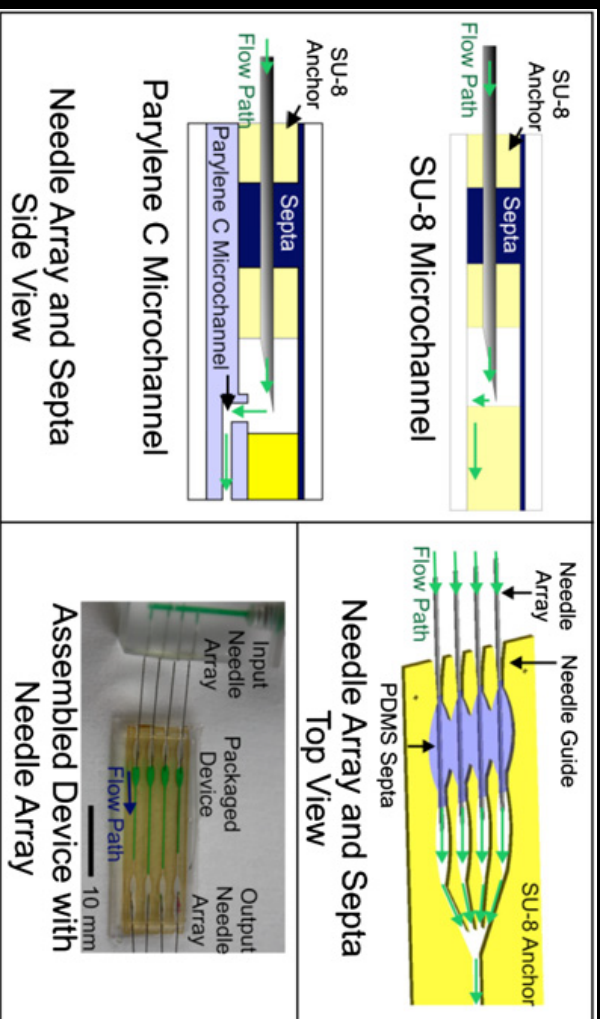 SU-8
Anchor
Flow Path
Septa
SU-8 Microchannel
SU-8
Anchor
Flow Path
Septa
Parylene C Microchannel
Parylene C Microchannel
Needle Array and Septa
Side View
Needle
Array
Needle Guide
Flow Path
PDMS Septa
SU-8 Anchor
Needle Array and Septa
Top View
Input
Needle
Array
Packaged
Device
Output
Needle
Array
Flow Path
10 mm
Assembled Device with
Needle Array